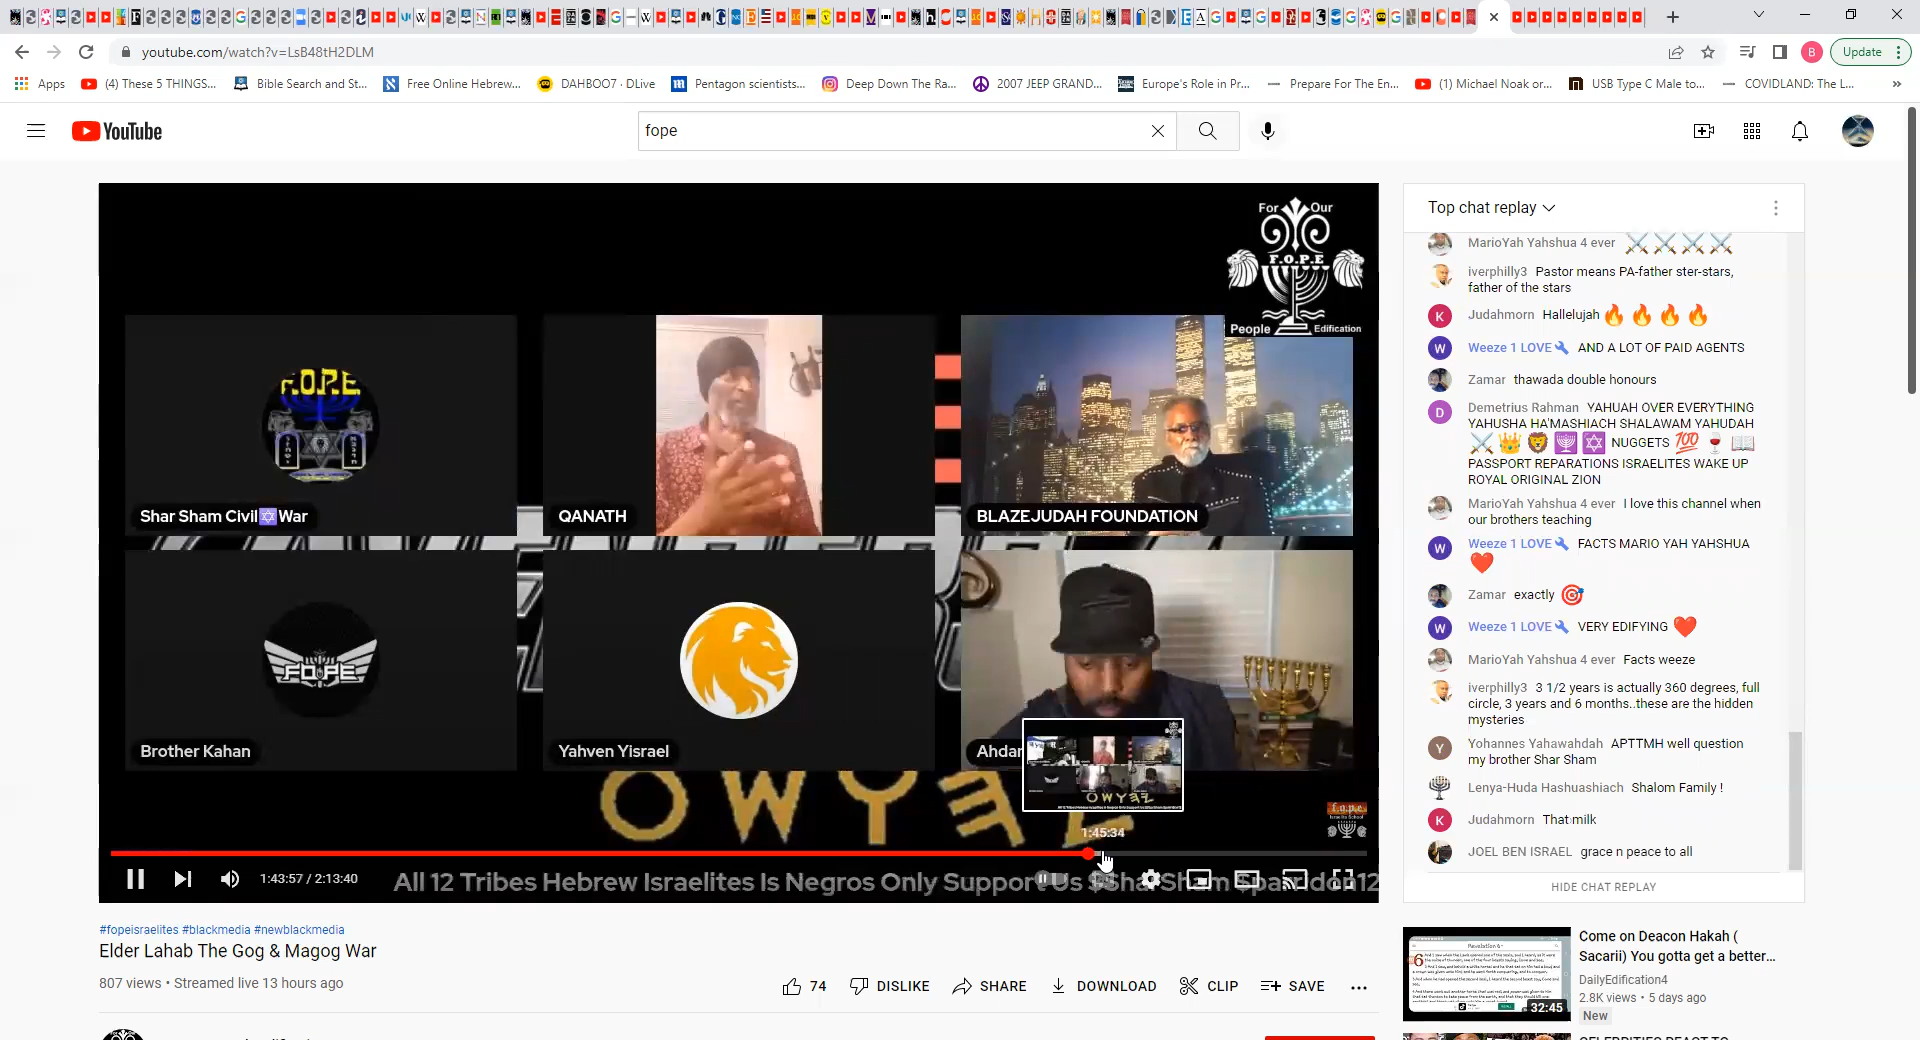 youtube.com/watch?v=LsB48tH2DLM
Update
Apps
(4) These 5 THINGS...
Bible Search and St...
Free Online Hebrew...
DAHBOO7 · DLive
Pentagon scientists...
Deep Down The Ra...
2007 JEEP GRAND...
Europe's Role in Pr...
Prepare For The En...
(1) Michael Noak or...
USB Type C Male to...
COVIDLAND: The L...
YouTube
fope
For Our
F.O.P.E
People Edification
F.O.P.E
Shar Sham Civil✡War
QANATH
BLAZEJUDAH FOUNDATION
FOPE
Brother Kahan
Yahven Yisrael
Ahdar
1:45:34
f.o.p.e
1:43:57 / 2:13:40
All 12 Tribes Hebrew Israelites Is Negros Only Support Us
#fopeisraelites #blackmedia #newblackmedia
Elder Lahab The Gog & Magog War
807 views • Streamed live 13 hours ago
74
DISLIKE
SHARE
DOWNLOAD
CLIP
SAVE
Top chat replay
MarioYah Yahshua 4 ever ⚔️⚔️⚔️⚔️
iverphilly3 Pastor means PA-father ster-stars,
father of the stars
K Judahmorn Hallelujah 🔥🔥🔥🔥
W Weeze 1 LOVE🔧 AND A LOT OF PAID AGENTS
Zamar thawada double honours
D Demetrius Rahman YAHUAH OVER EVERYTHING
YAHUSHA HA'MASHIACH SHALAWAM YAHUDAH
⚔️👑🦁🕎✡️ NUGGETS 💯🍷📖
PASSPORT REPARATIONS ISRAELITES WAKE UP
ROYAL ORIGINAL ZION
MarioYah Yahshua 4 ever I love this channel when
our brothers teaching
W Weeze 1 LOVE🔧 FACTS MARIO YAH YAHSHUA
❤️
Zamar exactly 🎯
W Weeze 1 LOVE🔧 VERY EDIFYING ❤️
MarioYah Yahshua 4 ever Facts weeze
iverphilly3 3 1/2 years is actually 360 degrees, full
circle, 3 years and 6 months..these are the hidden
mysteries
Y Yohannes Yahawahdah APTTMH well question
my brother Shar Sham
Lenya-Huda Hashuashiach Shalom Family !
K Judahmorn That milk
JOEL BEN ISRAEL grace n peace to all
HIDE CHAT REPLAY
32:45
Come on Deacon Hakah (
Sacarii) You gotta get a better...
DailyEdification4
2.8K views • 5 days ago
New